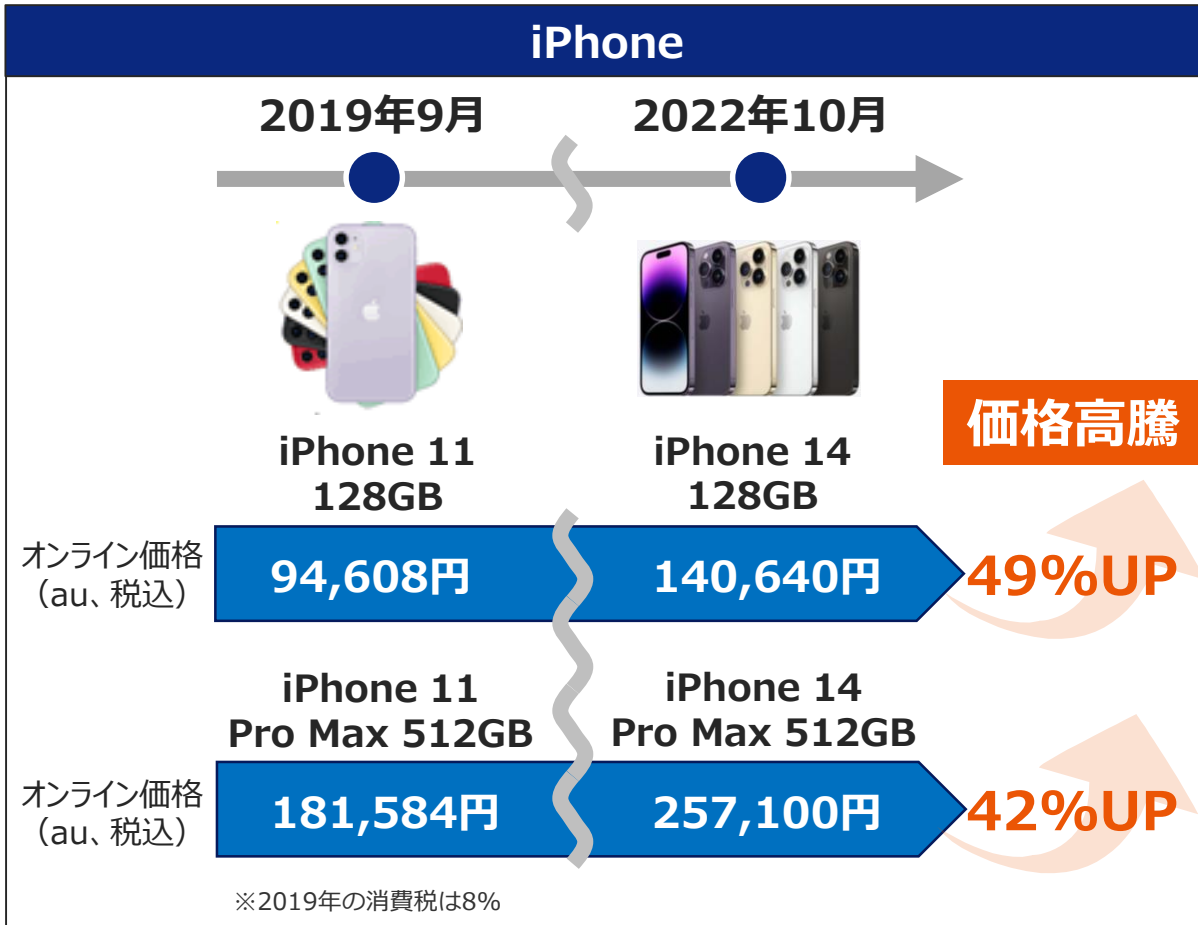 iPhone
2019年9月
2022年10月
iPhone 11
128GB
iPhone 14
128GB
価格高騰
オンライン価格
（au、税込）
94,608円
140,640円
49%UP
iPhone 11
Pro Max 512GB
iPhone 14
Pro Max 512GB
オンライン価格
（au、税込）
181,584円
257,100円
42%UP
※2019年の消費税は8%